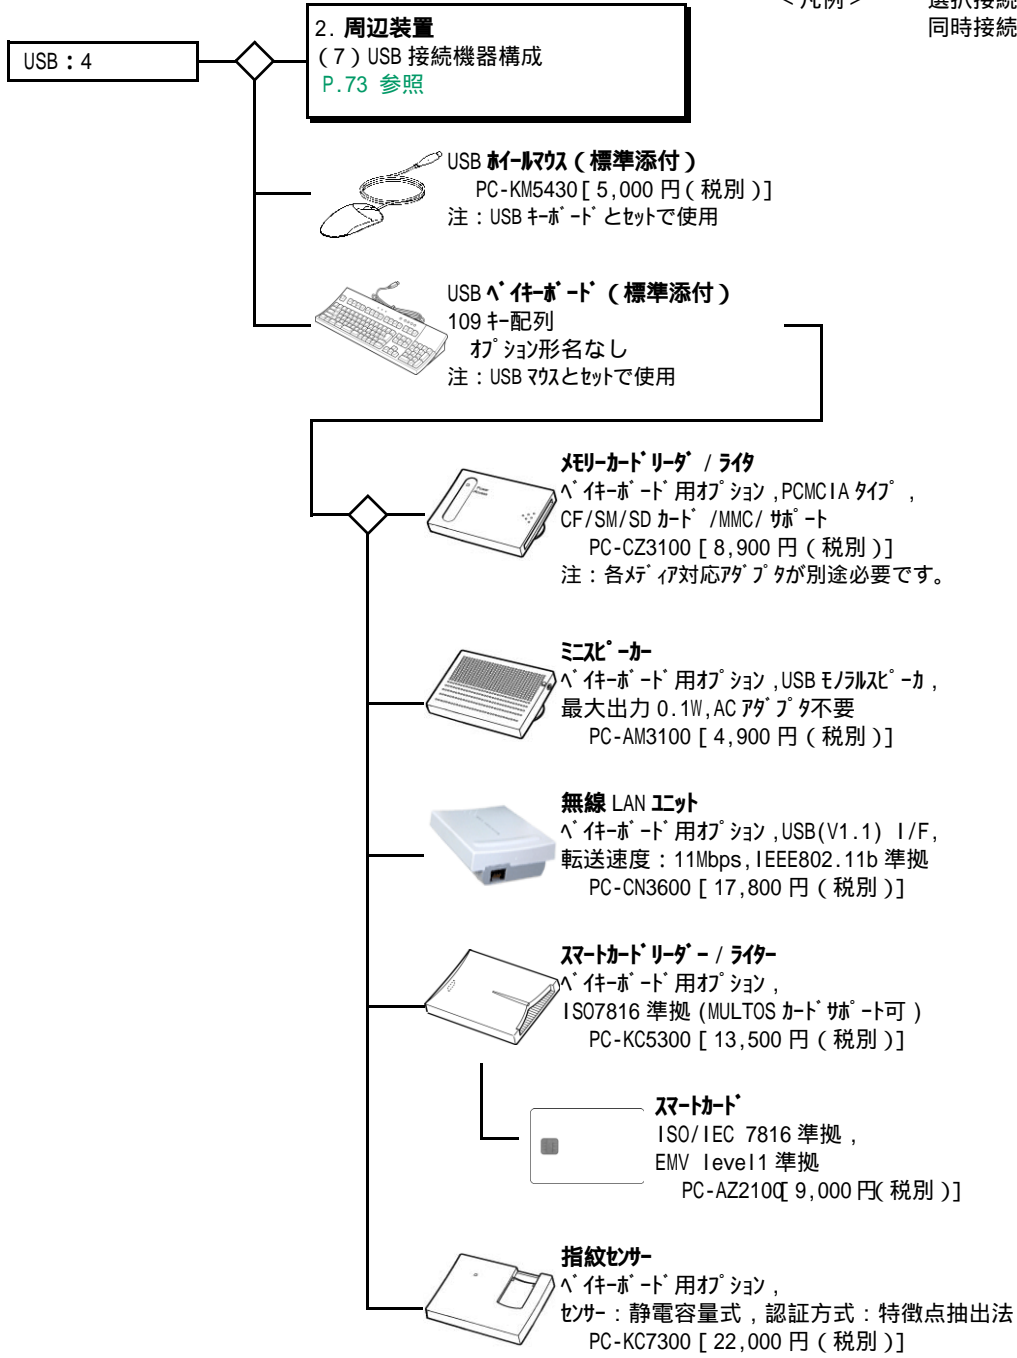 <凡例> 選択接続
同時接続
2. 周辺装置
(7)USB 接続機器構成
P.73 参照
USB：4
USB ﾎｲｰﾙﾏｳｽ(標準添付)
PC-KM5430[ 5,000 円(税別)]
注：USB ｷｰﾎﾞｰﾄﾞとｾｯﾄで使用
USB ﾍﾞｲｷｰﾎﾞｰﾄﾞ(標準添付)
109 ｷｰ配列
ｵﾌﾟｼｮﾝ形名なし
注：USB ﾏｳｽとｾｯﾄで使用
ﾒﾓﾘｰｶｰﾄﾞﾘｰﾀﾞ / ﾗｲﾀ
ﾍﾞｲｷｰﾎﾞｰﾄﾞ用ｵﾌﾟｼｮﾝ,PCMCIA ﾀｲﾌﾟ,
CF/SM/SD ｶｰﾄﾞ/MMC/ ｻﾎﾟｰﾄ
PC-CZ3100 [ 8,900 円(税別)]
注：各ﾒﾃﾞｨｱ対応ｱﾀﾞﾌﾟﾀが別途必要です。
ﾐﾆｽﾋﾟｰｶｰ
ﾍﾞｲｷｰﾎﾞｰﾄﾞ用ｵﾌﾟｼｮﾝ,USB ﾓﾉﾗﾙｽﾋﾟｰｶ,
最大出力 0.1W,AC ｱﾀﾞﾌﾟﾀ不要
PC-AM3100 [ 4,900 円(税別)]
無線 LAN ﾕﾆｯﾄ
ﾍﾞｲｷｰﾎﾞｰﾄﾞ用ｵﾌﾟｼｮﾝ,USB(V1.1) I/F,
転送速度：11Mbps,IEEE802.11b 準拠
PC-CN3600 [ 17,800 円(税別)]
ｽﾏｰﾄｶｰﾄﾞﾘｰﾀﾞｰ / ﾗｲﾀｰ
ﾍﾞｲｷｰﾎﾞｰﾄﾞ用ｵﾌﾟｼｮﾝ,
ISO7816 準拠(MULTOS ｶｰﾄﾞｻﾎﾟｰﾄ可)
PC-KC5300 [ 13,500 円(税別)]
ｽﾏｰﾄｶｰﾄﾞ
ISO/IEC 7816 準拠,
EMV level1 準拠
PC-AZ2100[ 9,000 円(税別)]
指紋ｾﾝｻｰ
ﾍﾞｲｷｰﾎﾞｰﾄﾞ用ｵﾌﾟｼｮﾝ,
ｾﾝｻｰ：静電容量式,認証方式：特徴点抽出法
PC-KC7300 [ 22,000 円(税別)]